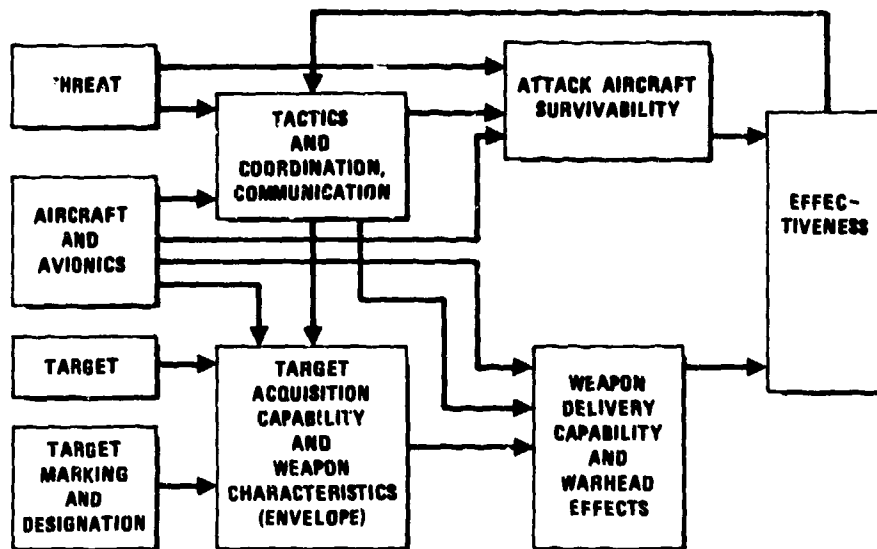 THREAT
TACTICS
AND
COORDINATION,
COMMUNICATION
ATTACK AIRCRAFT
SURVIVABILITY
AIRCRAFT
AND
AVIONICS
EFFEC-
TIVENESS
TARGET
TARGET
ACQUISITION
CAPABILITY
AND
WEAPON
CHARACTERISTICS
(ENVELOPE)
WEAPON
DELIVERY
CAPABILITY
AND
WARHEAD
EFFECTS
TARGET
MARKING
AND
DESIGNATION